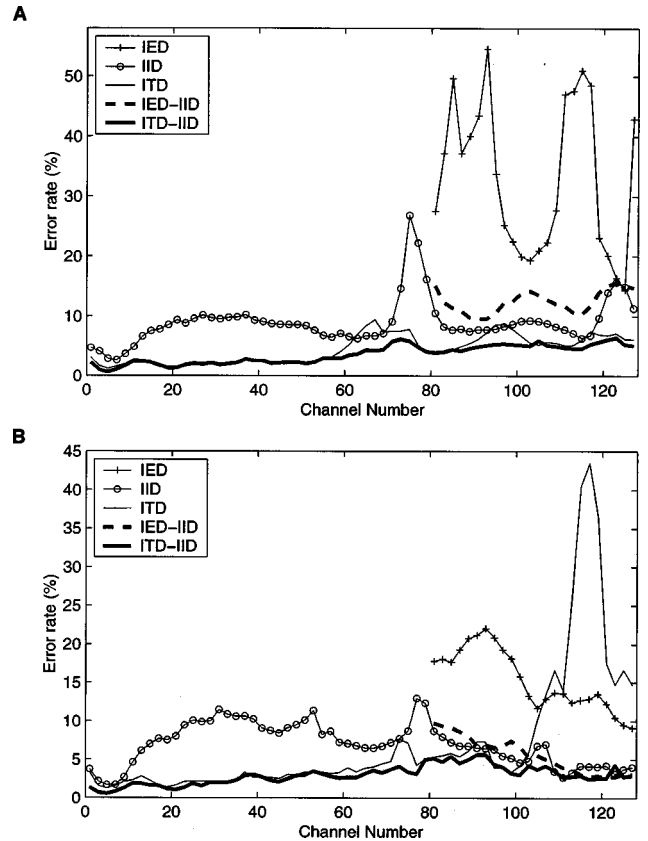 A
IED
IID
ITD
IED-IID
ITD-IID
50
40
30
20
10
0
Error rate (%)
0 20 40 60 80 100 120
Channel Number
B
45
IED
IID
ITD
IED-IID
ITD-IID
40
35
30
25
20
15
10
5
0
Error rate (%)
0 20 40 60 80 100 120
Channel Number